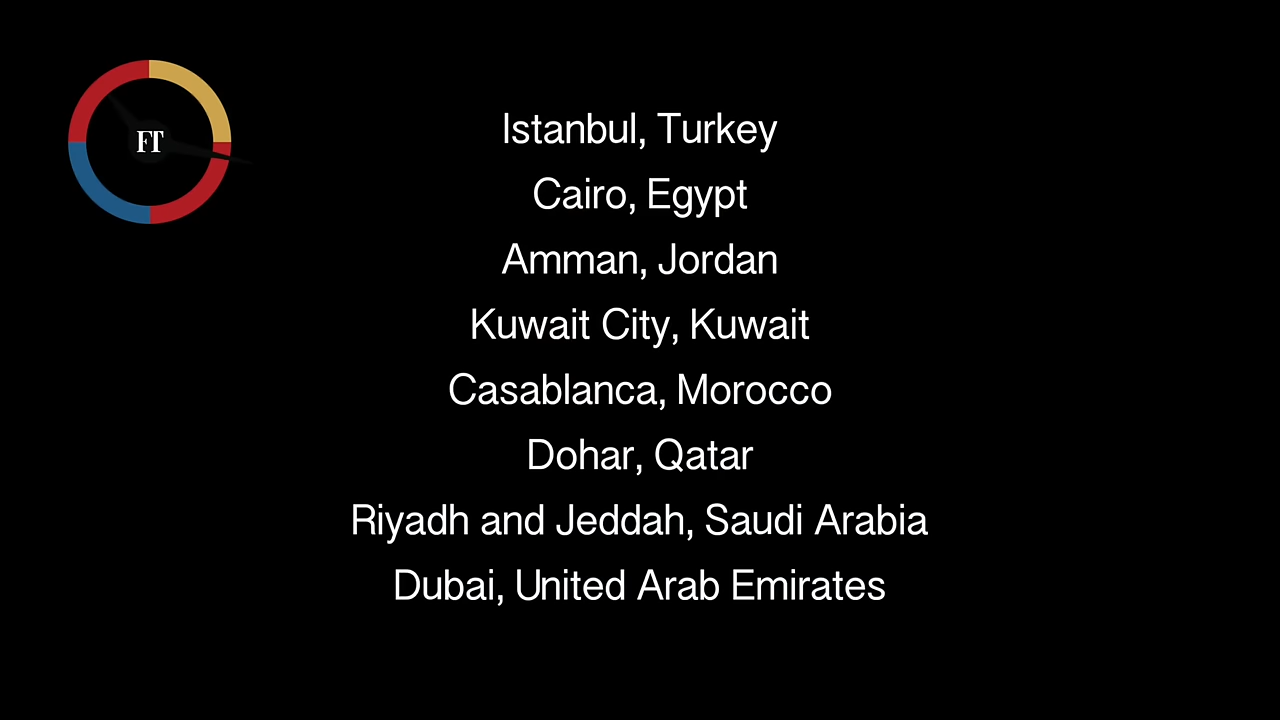 FT
Istanbul, Turkey
Cairo, Egypt
Amman, Jordan
Kuwait City, Kuwait
Casablanca, Morocco
Dohar, Qatar
Riyadh and Jeddah, Saudi Arabia
Dubai, United Arab Emirates